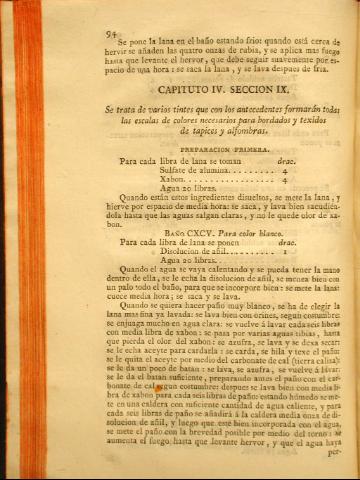 94
Se pone la lana en el baño estando frio: quando está cerca de
hervir se añaden las quatro onzas de rubia, y se aplica mas fuego
hasta que levante el hervor, que debe seguir suavemente por es-
pacio de una hora: se saca la lana, y se lava despues de fria.
CAPITUTO IV. SECCION IX.
Se trata de varios tintes que con los antecedentes formarán todas
las escalas de colores necesarios para bordados y texidos
de tapices y alfombras.
PREPARACION PRIMERA.
Para cada libra de lana se toman drac.
Sulfate de alumina........ 4
Xabon................ 4
Agua 20 libras.
Quando están estos ingredientes disueltos, se mete la lana, y
hierve por espacio de media hora: se saca, y lava bien sacudién-
dola hasta que las aguas salgan claras, y no le quede olor de xa-
bon.
BAÑO CXCV. Para color blanco.
Para cada libra de lana se ponen drac.
Disolucion de añil......... 1
Agua 20 libras.
Quando el agua se vaya calentando y se pueda tener la mano
dentro de ella, se le echa la disolucion de añil, se menea bien con
un palo todo el baño, para que se incorpore bien: se mete la lana:
cuece media hora; se saca y se lava.
Quando se quiera hacer paño muy blanco, se ha de elegir la
lana mas fina ya lavada: se lava bien con orines, segun costumbre:
se enjuaga mucho en agua clara: se vuelve á lavar cada seis libras
con media libra de xabon: se pasa por varias aguas tibias, hasta
que pierda el olor del xabon: se azufra, se lava y se dexa secar:
se le echa aceyte para cardarla: se carda, se hila y texe el paño:
se le quita el aceyte por medio del carbonate de cal (tierra caliza):
se le da un poco de batan: se lava, se azufra, se vuelve á lavar:
se le da el batan suficiente, preparando antes el paño con el car-
bonate de cal segun costumbre: despues se lava bien con media li-
bra de xabon para cada seis libras de paño: estando húmedo se me-
te en una caldera con suficiente cantidad de agua caliente, y para
cada seis libras de paño se añadirá á la caldera media onza de di-
solucion de añil, y luego que esté bien incorporada con el agua,
se mete el paño con la brevedad posible por medio del torno: se
aumenta el fuego hasta que levante hervor, y que el agua haya
per-